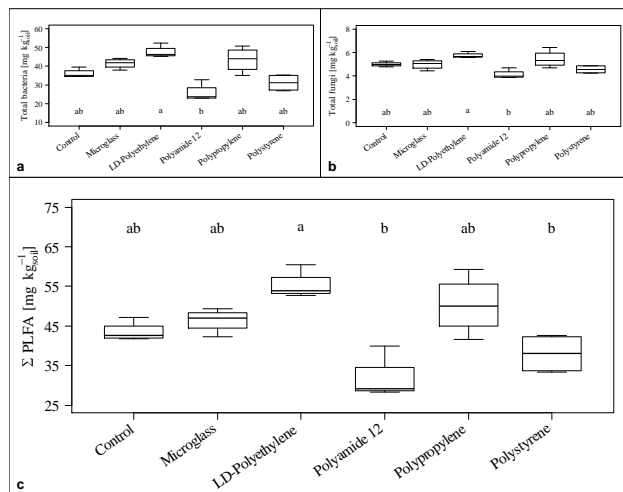 Total bacteria [mg kg⁻¹soil]
60
50
40
30
20
10
ab ab a b ab ab
Control Microglass LD-Polyethylene Polyamide 12 Polypropylene Polystyrene
a
Total fungi [mg kg⁻¹soil]
8
6
4
2
0
ab ab a b ab ab
Control Microglass LD-Polyethylene Polyamide 12 Polypropylene Polystyrene
b
Σ PLFA [mg kg⁻¹soil]
75
65
55
45
35
25
ab ab a b ab b
Control Microglass LD-Polyethylene Polyamide 12 Polypropylene Polystyrene
c